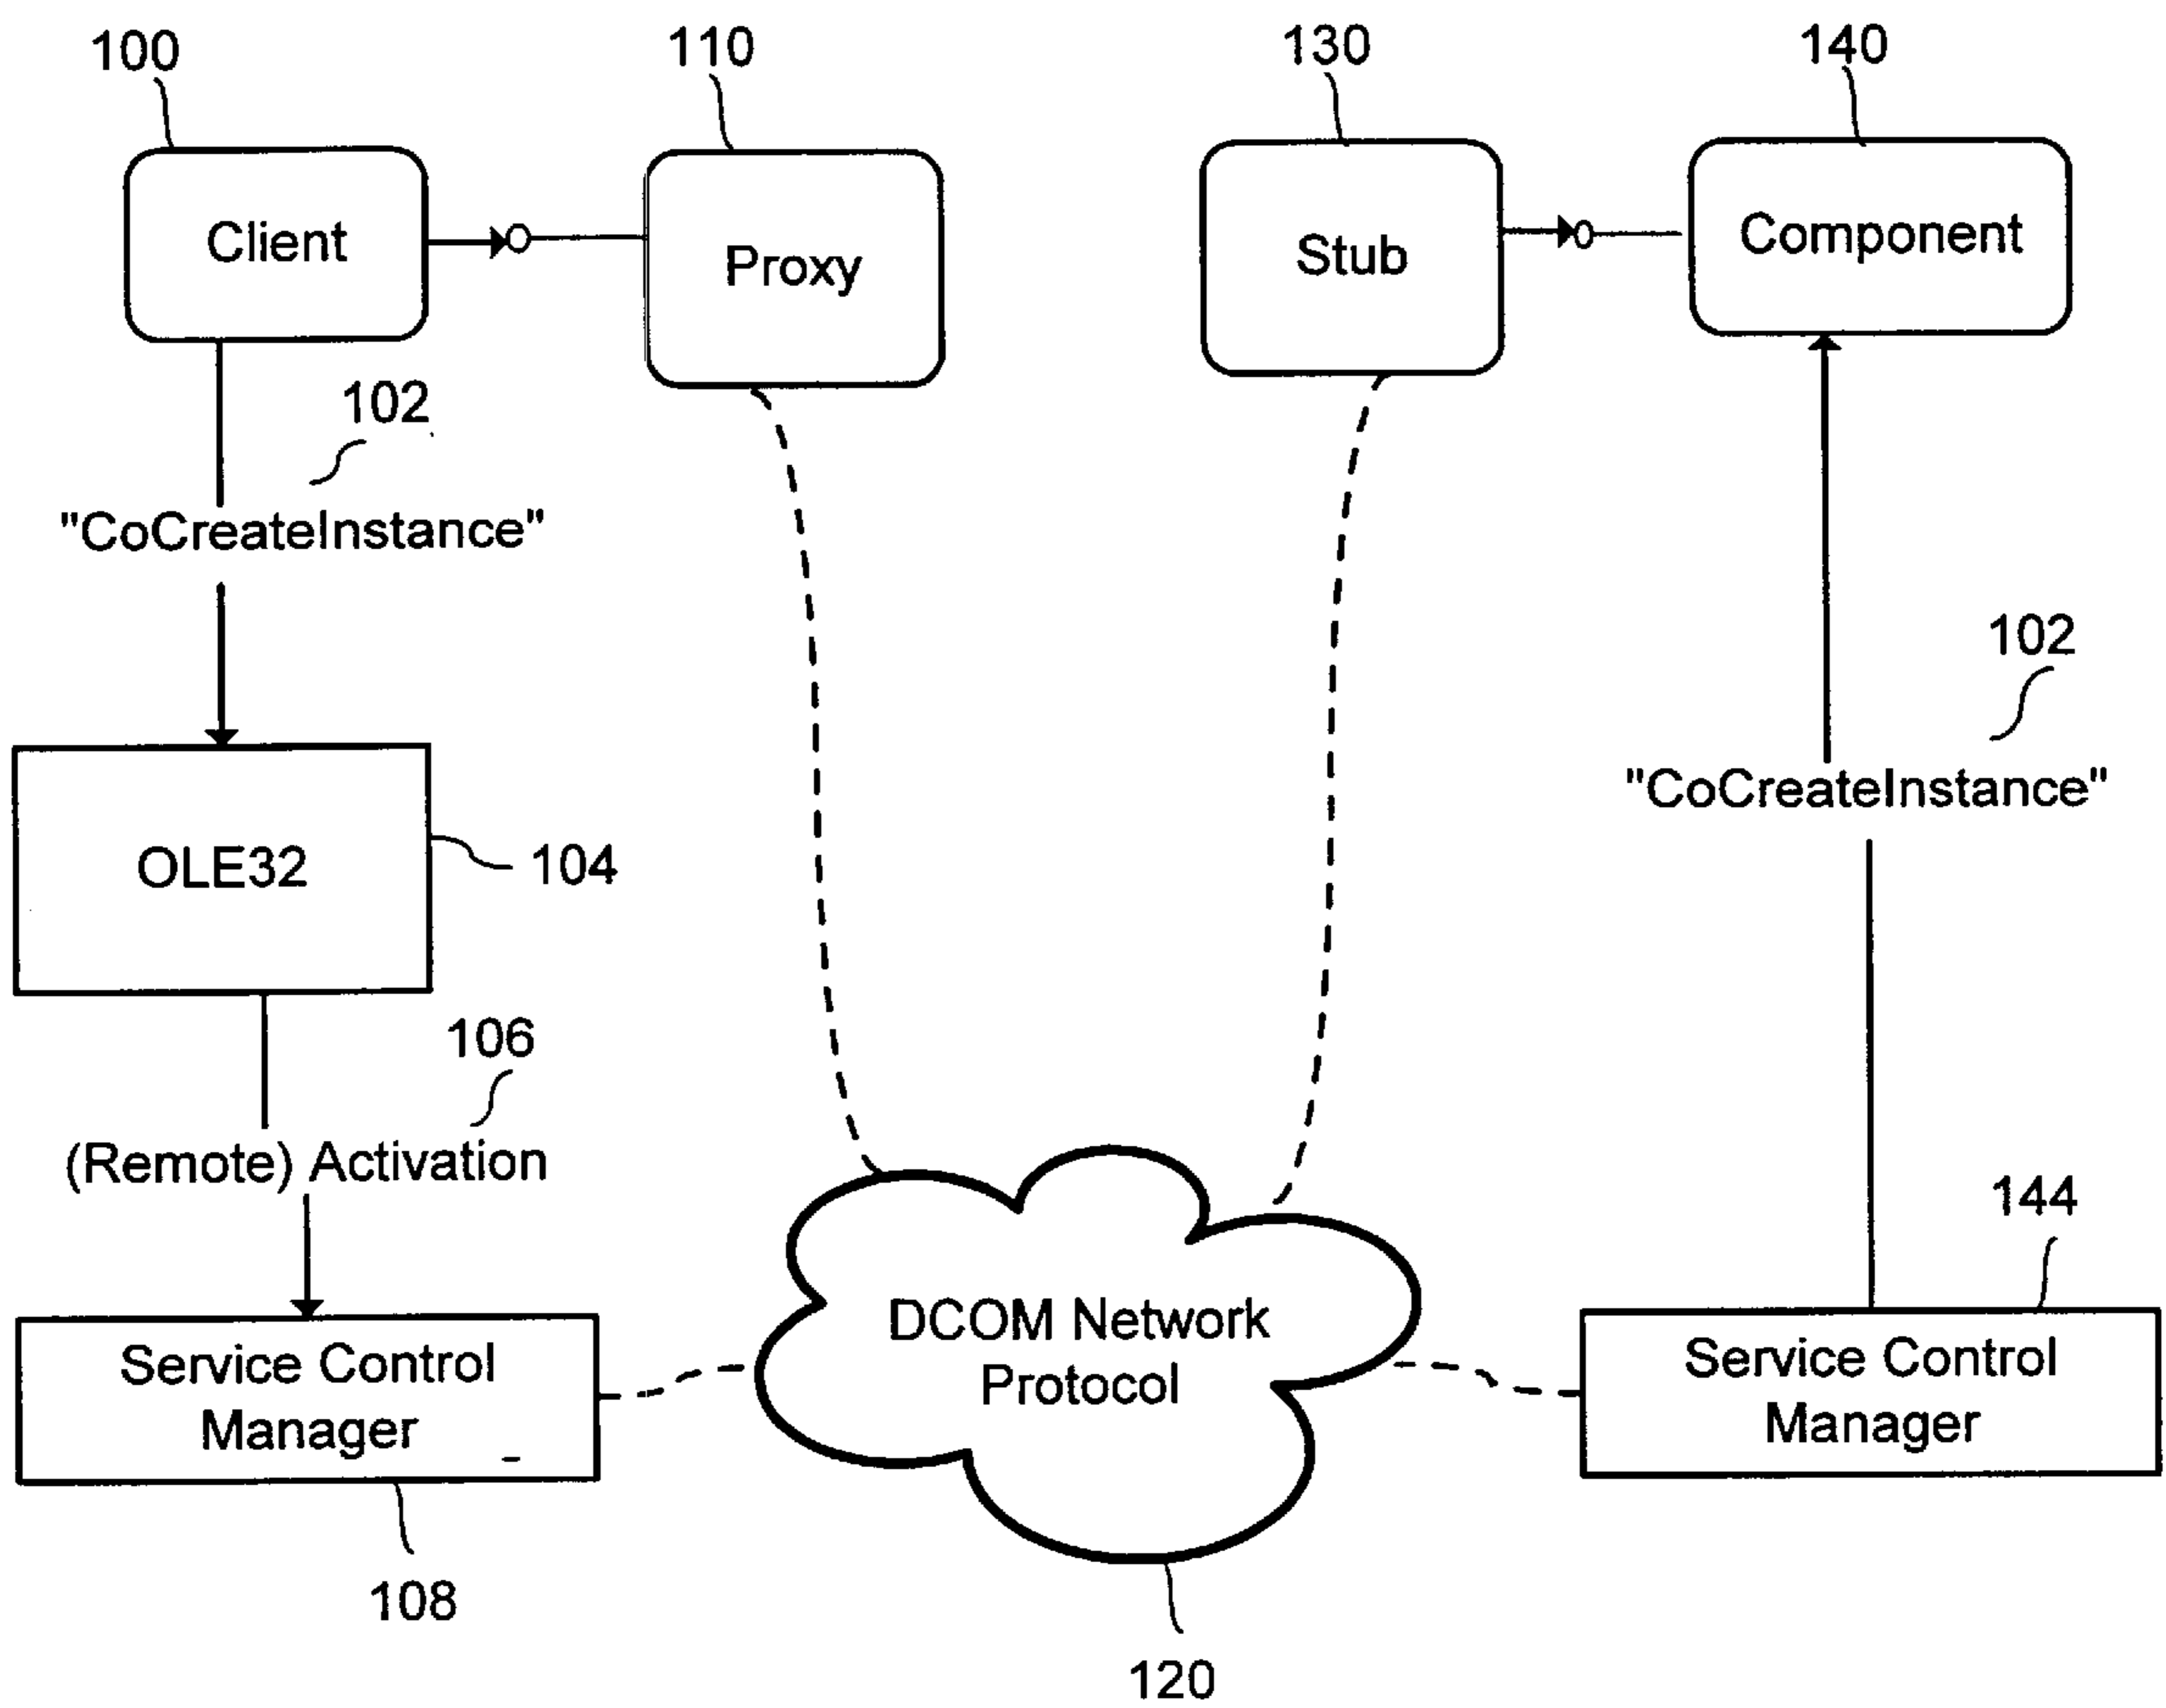 100
110
130
140
Client
Proxy
Stub
Component
102
"CoCreateInstance"
102
"CoCreateInstance"
OLE32
104
106
(Remote) Activation
144
Service Control
Manager
DCOM Network
Protocol
Service Control
Manager
108
120